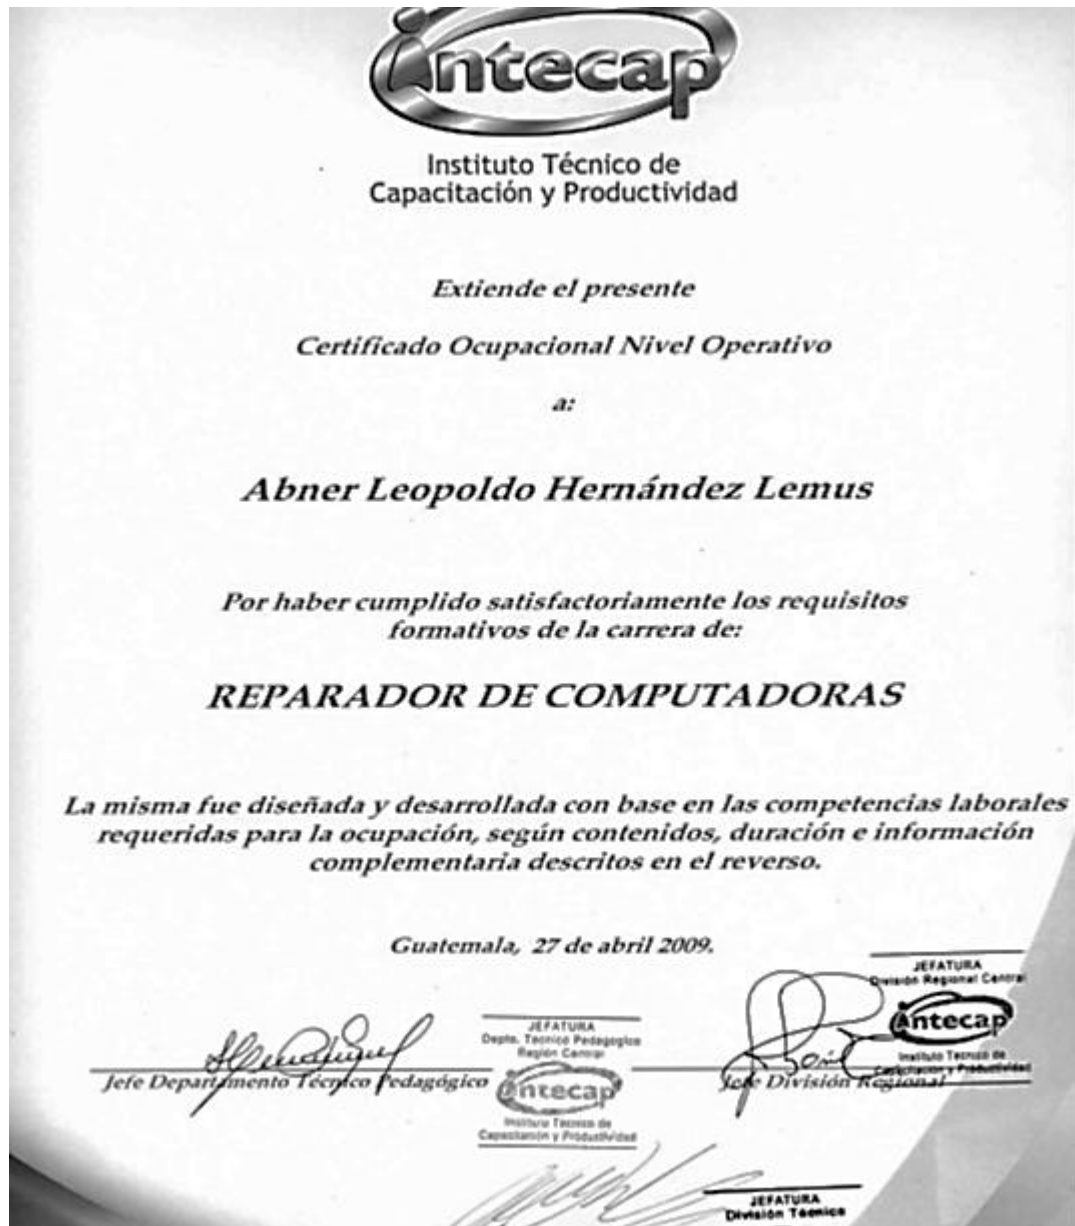 intecap
Instituto Técnico de
Capacitación y Productividad
Extiende el presente
Certificado Ocupacional Nivel Operativo
a:
Abner Leopoldo Hernández Lemus
Por haber cumplido satisfactoriamente los requisitos
formativos de la carrera de:
REPARADOR DE COMPUTADORAS
La misma fue diseñada y desarrollada con base en las competencias laborales
requeridas para la ocupación, según contenidos, duración e información
complementaria descritos en el reverso.
Guatemala, 27 de abril 2009.
JEFATURA
División Regional Central
intecap
Instituto Técnico de
Capacitación y Productividad
Jefe División Regional
JEFATURA
Depto. Técnico Pedagógico
Región Central
intecap
Instituto Técnico de
Capacitación y Productividad
Jefe Departamento Técnico Pedagógico
JEFATURA
División Técnica